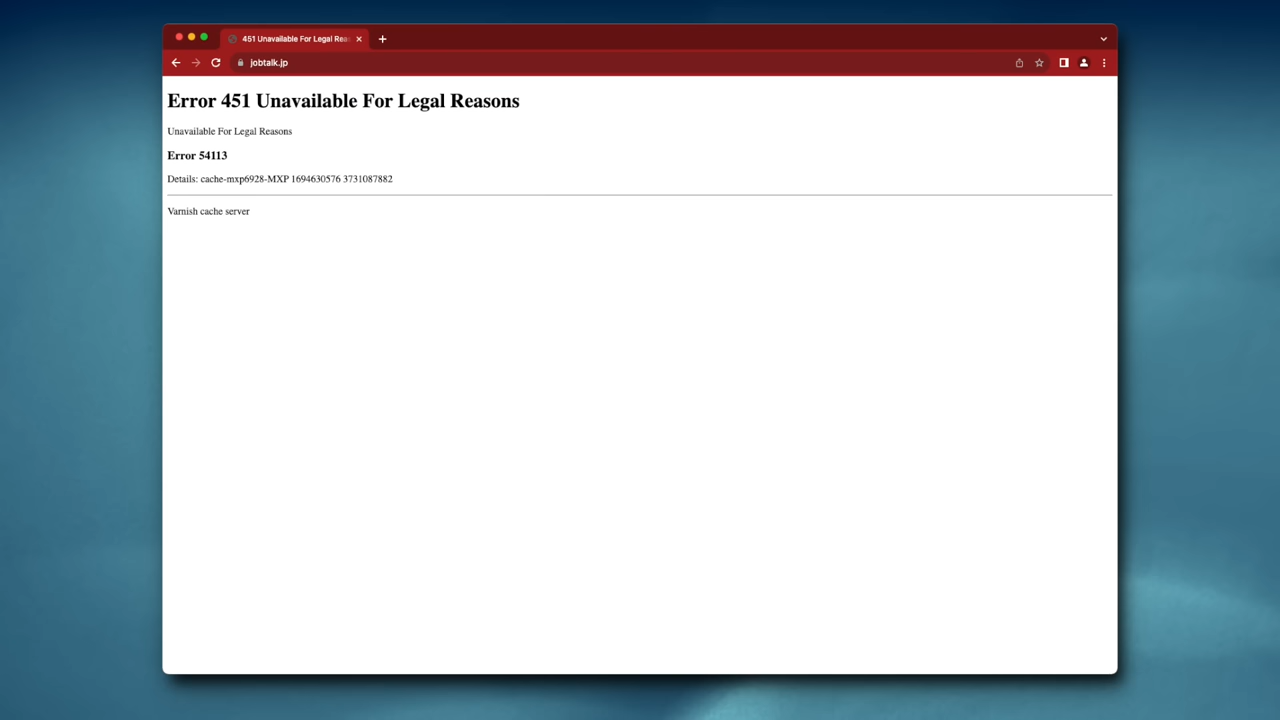 451 Unavailable For Legal Rea
jobtalk.jp
Error 451 Unavailable For Legal Reasons
Unavailable For Legal Reasons
Error 54113
Details: cache-mxp6928-MXP 1694630576 3731087882
Varnish cache server